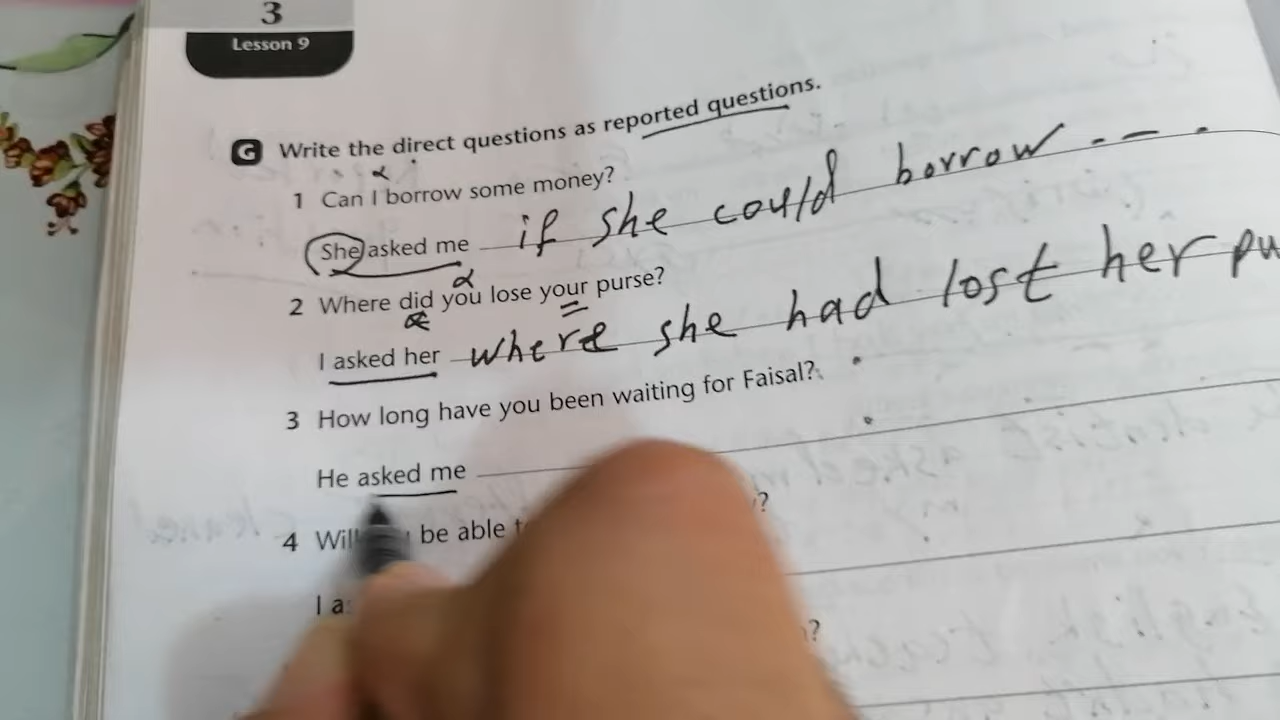 3
Lesson 9
G Write the direct questions as reported questions.
1 Can I borrow some money?
She asked me if she could borrow ---.
2 Where did you lose your purse?
I asked her where she had lost her pu
3 How long have you been waiting for Faisal?
He asked me
4 Will be able
I a